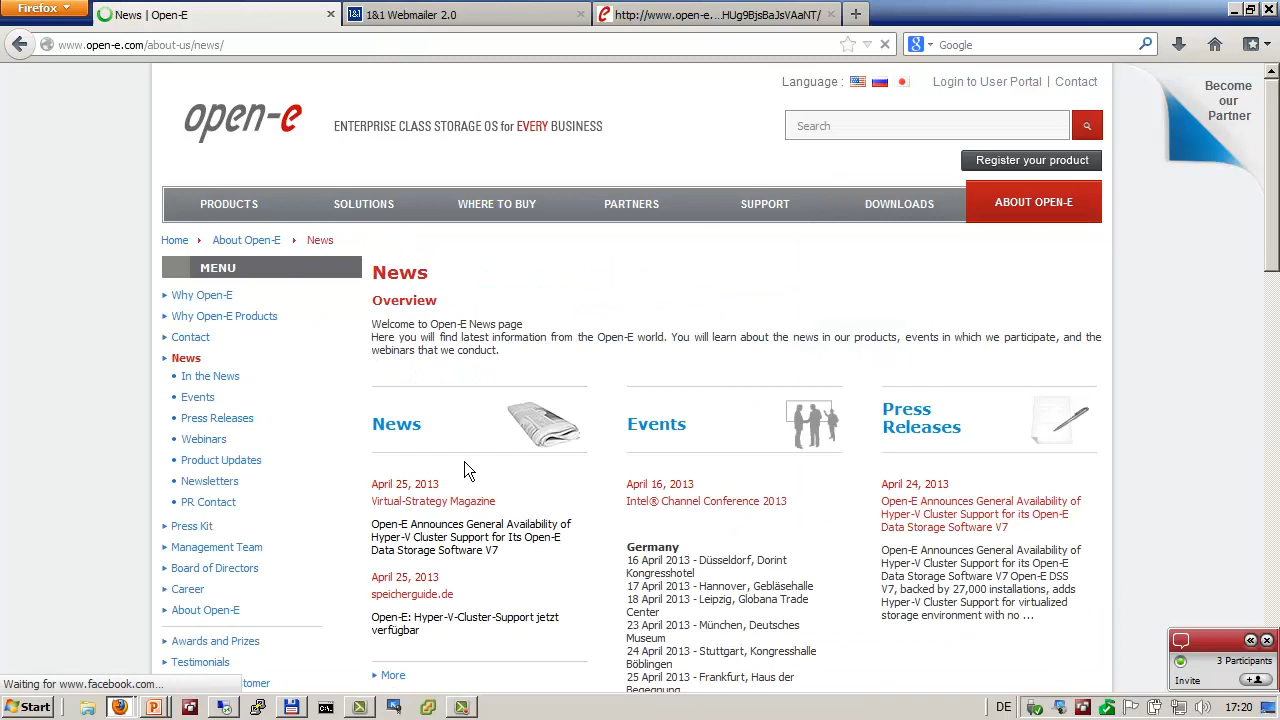 Firefox
News | Open-E
1&1 Webmailer 2.0
http://www.open-e....HUg9BjsBaJsVAaNT/
www.open-e.com/about-us/news/
Google
Language :
Login to User Portal | Contact
Become
our
Partner
open-e
ENTERPRISE CLASS STORAGE OS for EVERY BUSINESS
Search
Register your product
PRODUCTS
SOLUTIONS
WHERE TO BUY
PARTNERS
SUPPORT
DOWNLOADS
ABOUT OPEN-E
Home
About Open-E
News
MENU
Why Open-E
Why Open-E Products
Contact
News
In the News
Events
Press Releases
Webinars
Product Updates
Newsletters
PR Contact
Press Kit
Management Team
Board of Directors
Career
About Open-E
Awards and Prizes
Testimonials
stomer
News
Overview
Welcome to Open-E News page
Here you will find latest information from the Open-E world. You will learn about the news in our products, events in which we participate, and the
webinars that we conduct.
News
April 25, 2013
Virtual-Strategy Magazine
Open-E Announces General Availability of
Hyper-V Cluster Support for Its Open-E
Data Storage Software V7
April 25, 2013
speicherguide.de
Open-E: Hyper-V-Cluster-Support jetzt
verfügbar
More
Events
April 16, 2013
Intel® Channel Conference 2013
Germany
16 April 2013 - Düsseldorf, Dorint
Kongresshotel
17 April 2013 - Hannover, Gebläsehalle
18 April 2013 - Leipzig, Globana Trade
Center
23 April 2013 - München, Deutsches
Museum
24 April 2013 - Stuttgart, Kongresshalle
Böblingen
25 April 2013 - Frankfurt, Haus der
Begegnung
Press
Releases
April 24, 2013
Open-E Announces General Availability of
Hyper-V Cluster Support for its Open-E
Data Storage Software V7
Open-E Announces General Availability of
Hyper-V Cluster Support for its Open-E
Data Storage Software V7 Open-E DSS
V7, backed by 27,000 installations, adds
Hyper-V Cluster Support for virtualized
storage environment with no ...
3 Participants
Invite
Waiting for www.facebook.com...
Start
DE
17:20